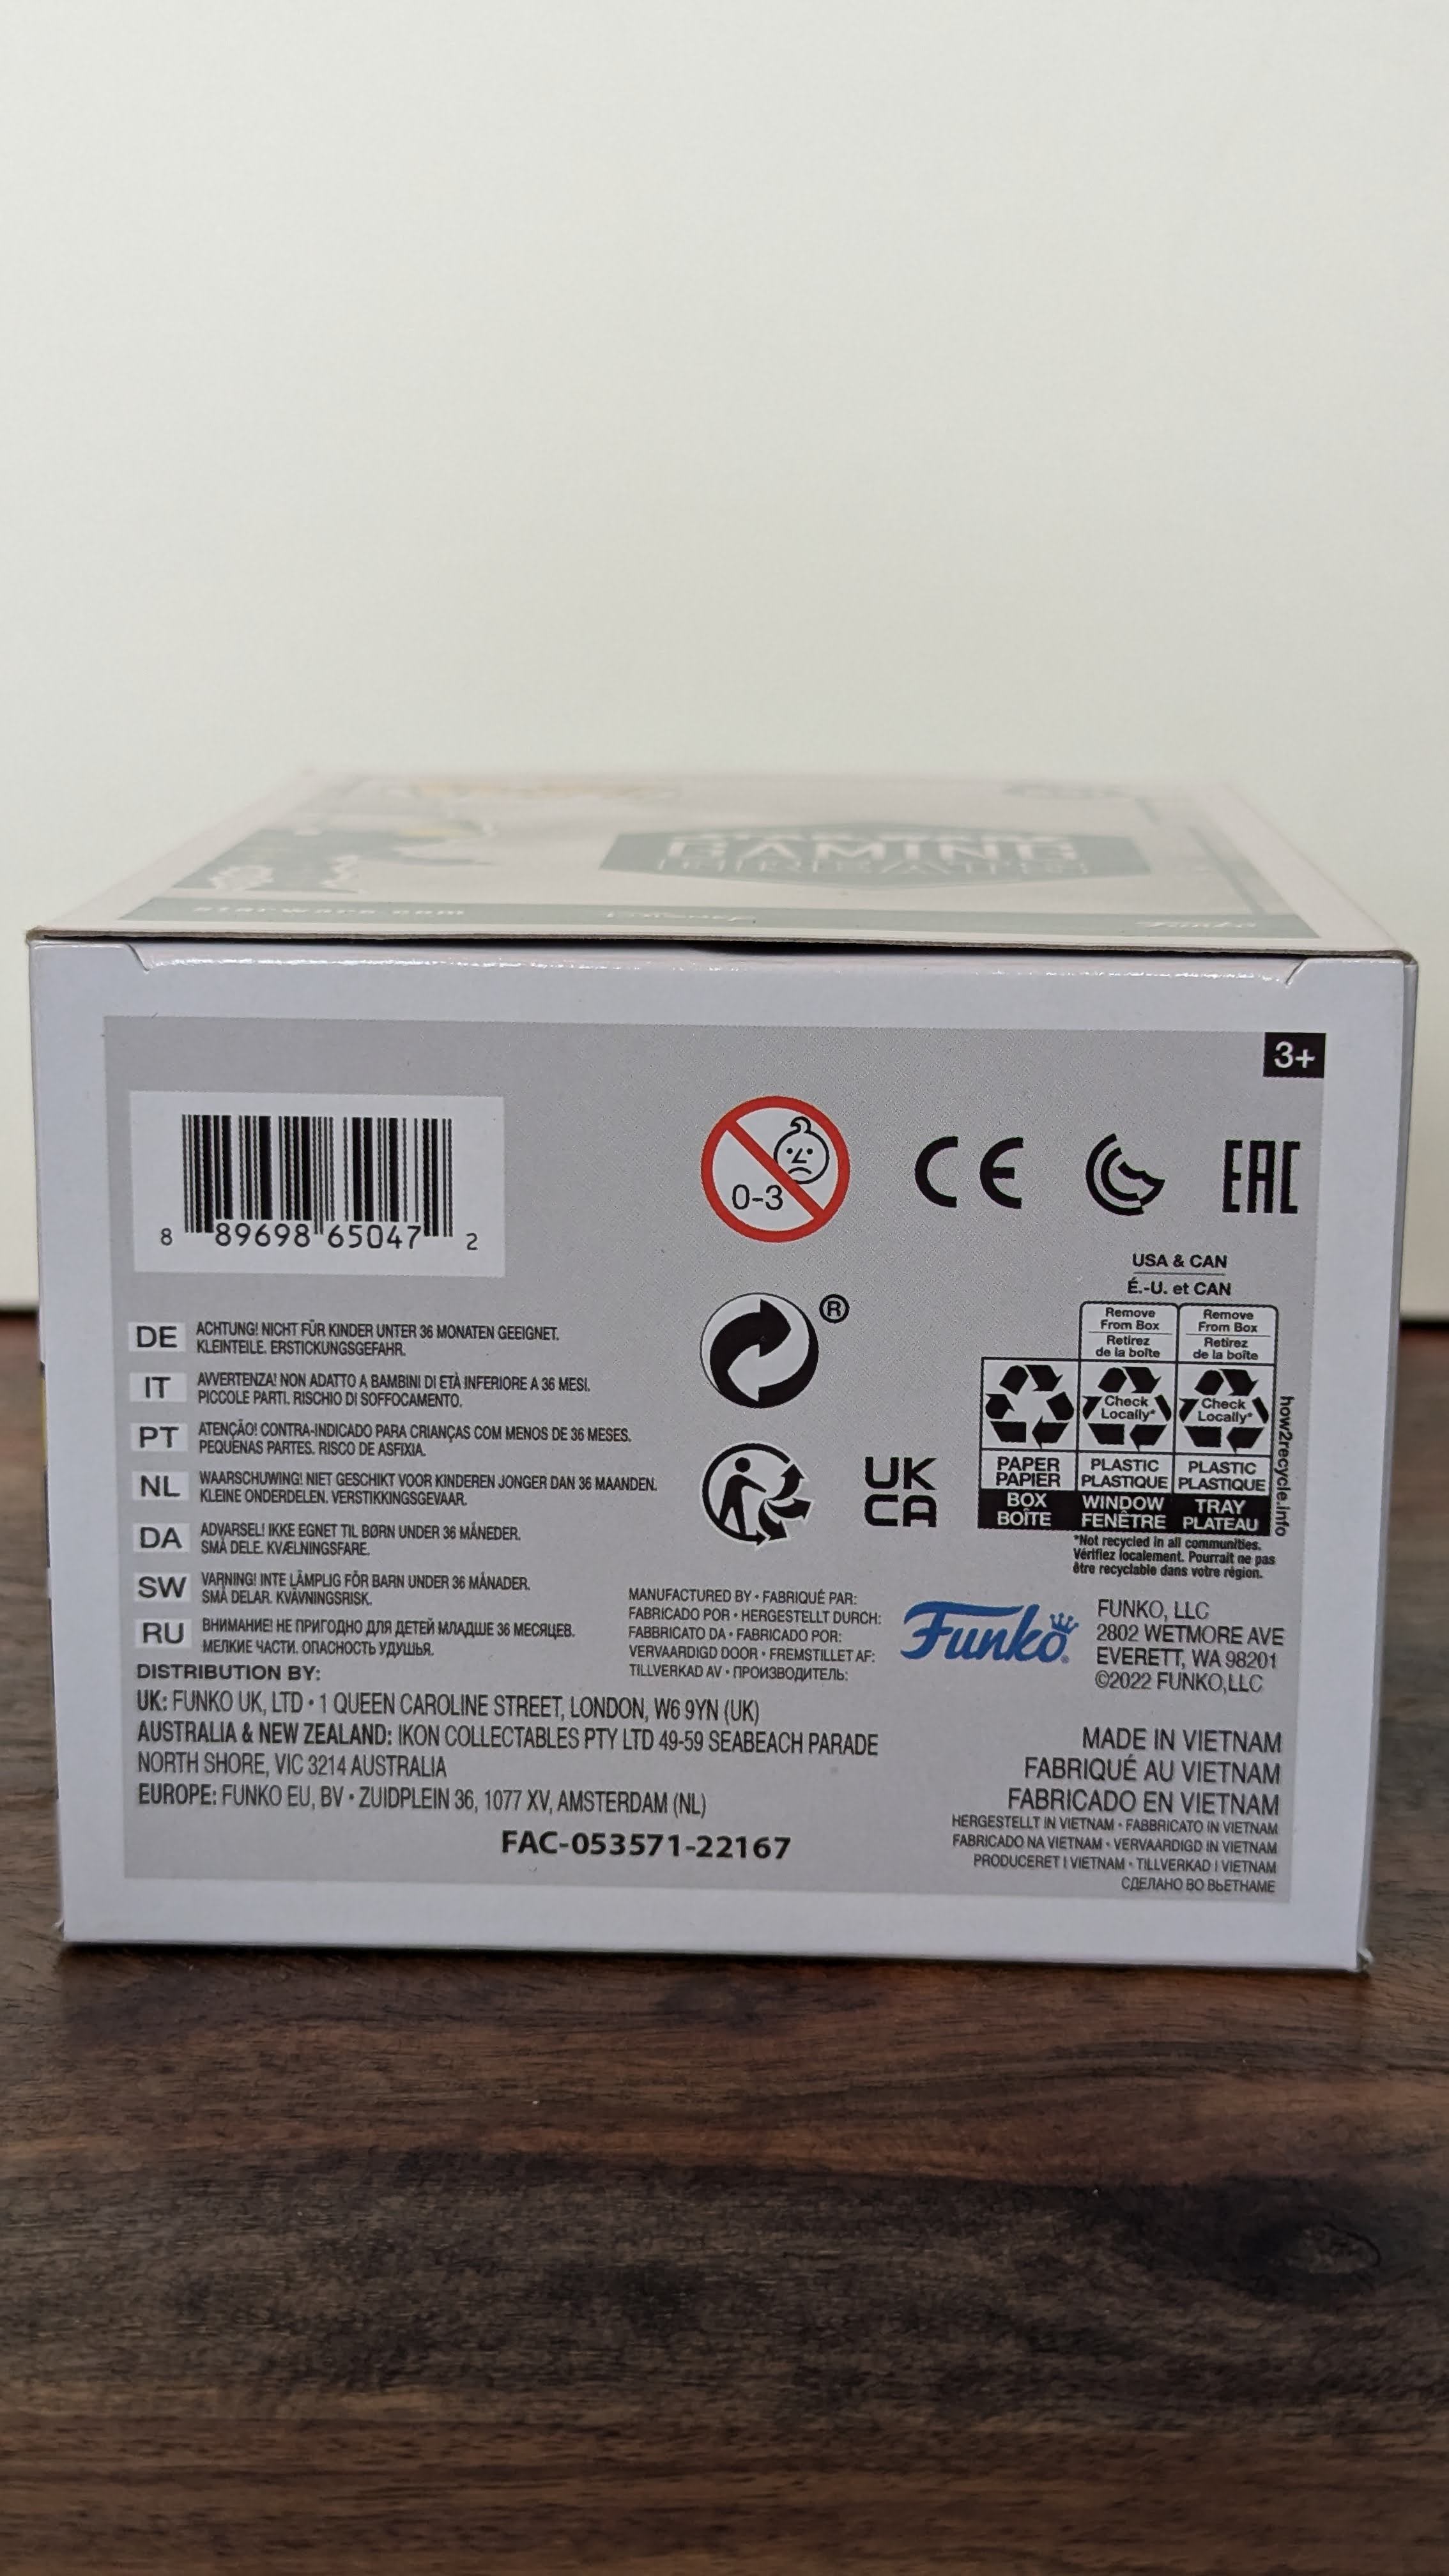 STAR WARS
GAMING
GREATS
starwars.com
Funko
3+
8 89698 65047 2
0-3
CE
EAC
®
USA & CAN
É.-U. et CAN
Remove
From Box
Retirez
de la boîte
Remove
From Box
Retirez
de la boîte
Check
Locally*
Check
Locally*
PAPER
PAPIER
PLASTIC
PLASTIQUE
PLASTIC
PLASTIQUE
BOX
BOÎTE
WINDOW
FENÊTRE
TRAY
PLATEAU
how2recycle.info
*Not recycled in all communities.
Vérifiez localement. Pourrait ne pas
être recyclable dans votre région.
UK
CA
DE ACHTUNG! NICHT FÜR KINDER UNTER 36 MONATEN GEEIGNET.
KLEINTEILE. ERSTICKUNGSGEFAHR.
IT AVVERTENZA! NON ADATTO A BAMBINI DI ETÀ INFERIORE A 36 MESI.
PICCOLE PARTI. RISCHIO DI SOFFOCAMENTO.
PT ATENÇÃO! CONTRA-INDICADO PARA CRIANÇAS COM MENOS DE 36 MESES.
PEQUENAS PARTES. RISCO DE ASFIXIA.
NL WAARSCHUWING! NIET GESCHIKT VOOR KINDEREN JONGER DAN 36 MAANDEN.
KLEINE ONDERDELEN. VERSTIKKINGSGEVAAR.
DA ADVARSEL! IKKE EGNET TIL BØRN UNDER 36 MÅNEDER.
SMÅ DELE. KVÆLNINGSFARE.
SW VARNING! INTE LÄMPLIG FÖR BARN UNDER 36 MÅNADER.
SMÅ DELAR. KVÄVNINGSRISK.
RU ВНИМАНИЕ! НЕ ПРИГОДНО ДЛЯ ДЕТЕЙ МЛАДШЕ 36 МЕСЯЦЕВ.
МЕЛКИЕ ЧАСТИ. ОПАСНОСТЬ УДУШЬЯ.
MANUFACTURED BY • FABRIQUÉ PAR:
FABRICADO POR • HERGESTELLT DURCH:
FABBRICATO DA • FABRICADO POR:
VERVAARDIGD DOOR • FREMSTILLET AF:
TILLVERKAD AV • ПРОИЗВОДИТЕЛЬ:
Funko®
FUNKO, LLC
2802 WETMORE AVE
EVERETT, WA 98201
©2022 FUNKO,LLC
DISTRIBUTION BY:
UK: FUNKO UK, LTD • 1 QUEEN CAROLINE STREET, LONDON, W6 9YN (UK)
AUSTRALIA & NEW ZEALAND: IKON COLLECTABLES PTY LTD 49-59 SEABEACH PARADE
NORTH SHORE, VIC 3214 AUSTRALIA
EUROPE: FUNKO EU, BV • ZUIDPLEIN 36, 1077 XV, AMSTERDAM (NL)
FAC-053571-22167
MADE IN VIETNAM
FABRIQUÉ AU VIETNAM
FABRICADO EN VIETNAM
HERGESTELLT IN VIETNAM • FABBRICATO IN VIETNAM
FABRICADO NA VIETNAM • VERVAARDIGD IN VIETNAM
PRODUCERET I VIETNAM • TILLVERKAD I VIETNAM
СДЕЛАНО ВО ВЬЕТНАМЕ